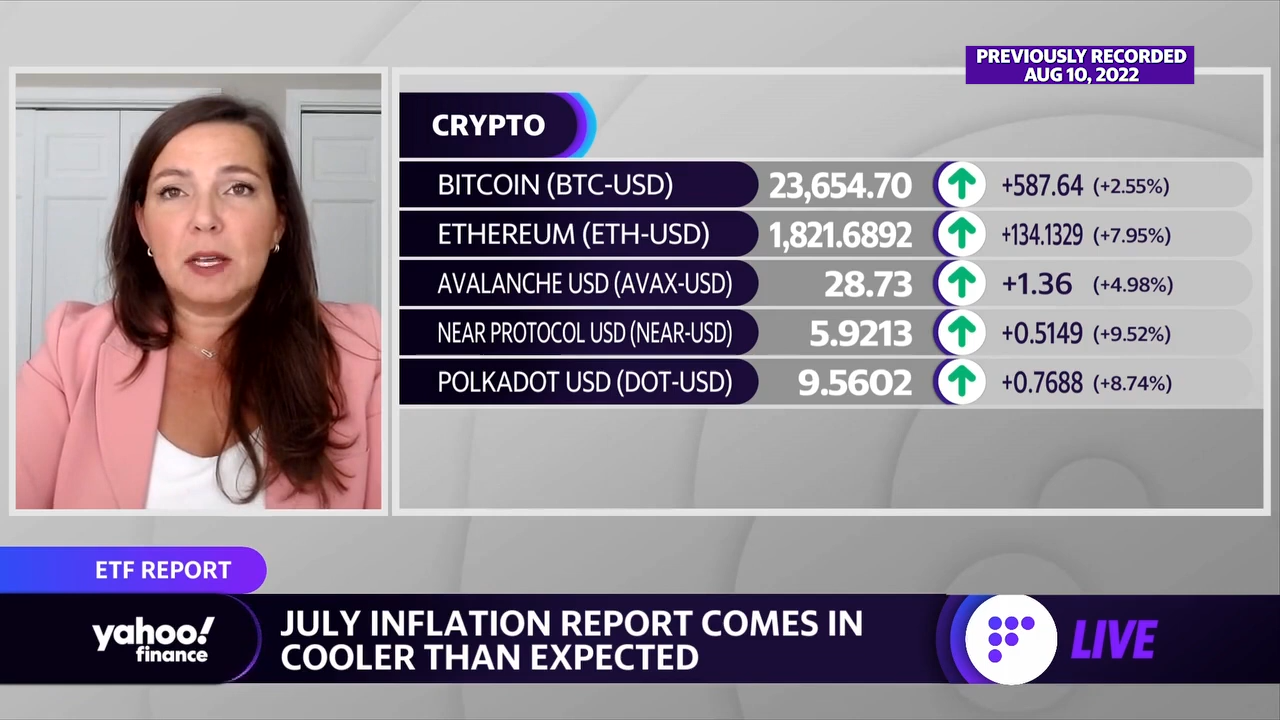 PREVIOUSLY RECORDED
AUG 10, 2022
CRYPTO
BITCOIN (BTC-USD) 23,654.70 +587.64 (+2.55%)
ETHEREUM (ETH-USD) 1,821.6892 +134.1329 (+7.95%)
AVALANCHE USD (AVAX-USD) 28.73 +1.36 (+4.98%)
NEAR PROTOCOL USD (NEAR-USD) 5.9213 +0.5149 (+9.52%)
POLKADOT USD (DOT-USD) 9.5602 +0.7688 (+8.74%)
ETF REPORT
yahoo!
finance
JULY INFLATION REPORT COMES IN
COOLER THAN EXPECTED
LIVE